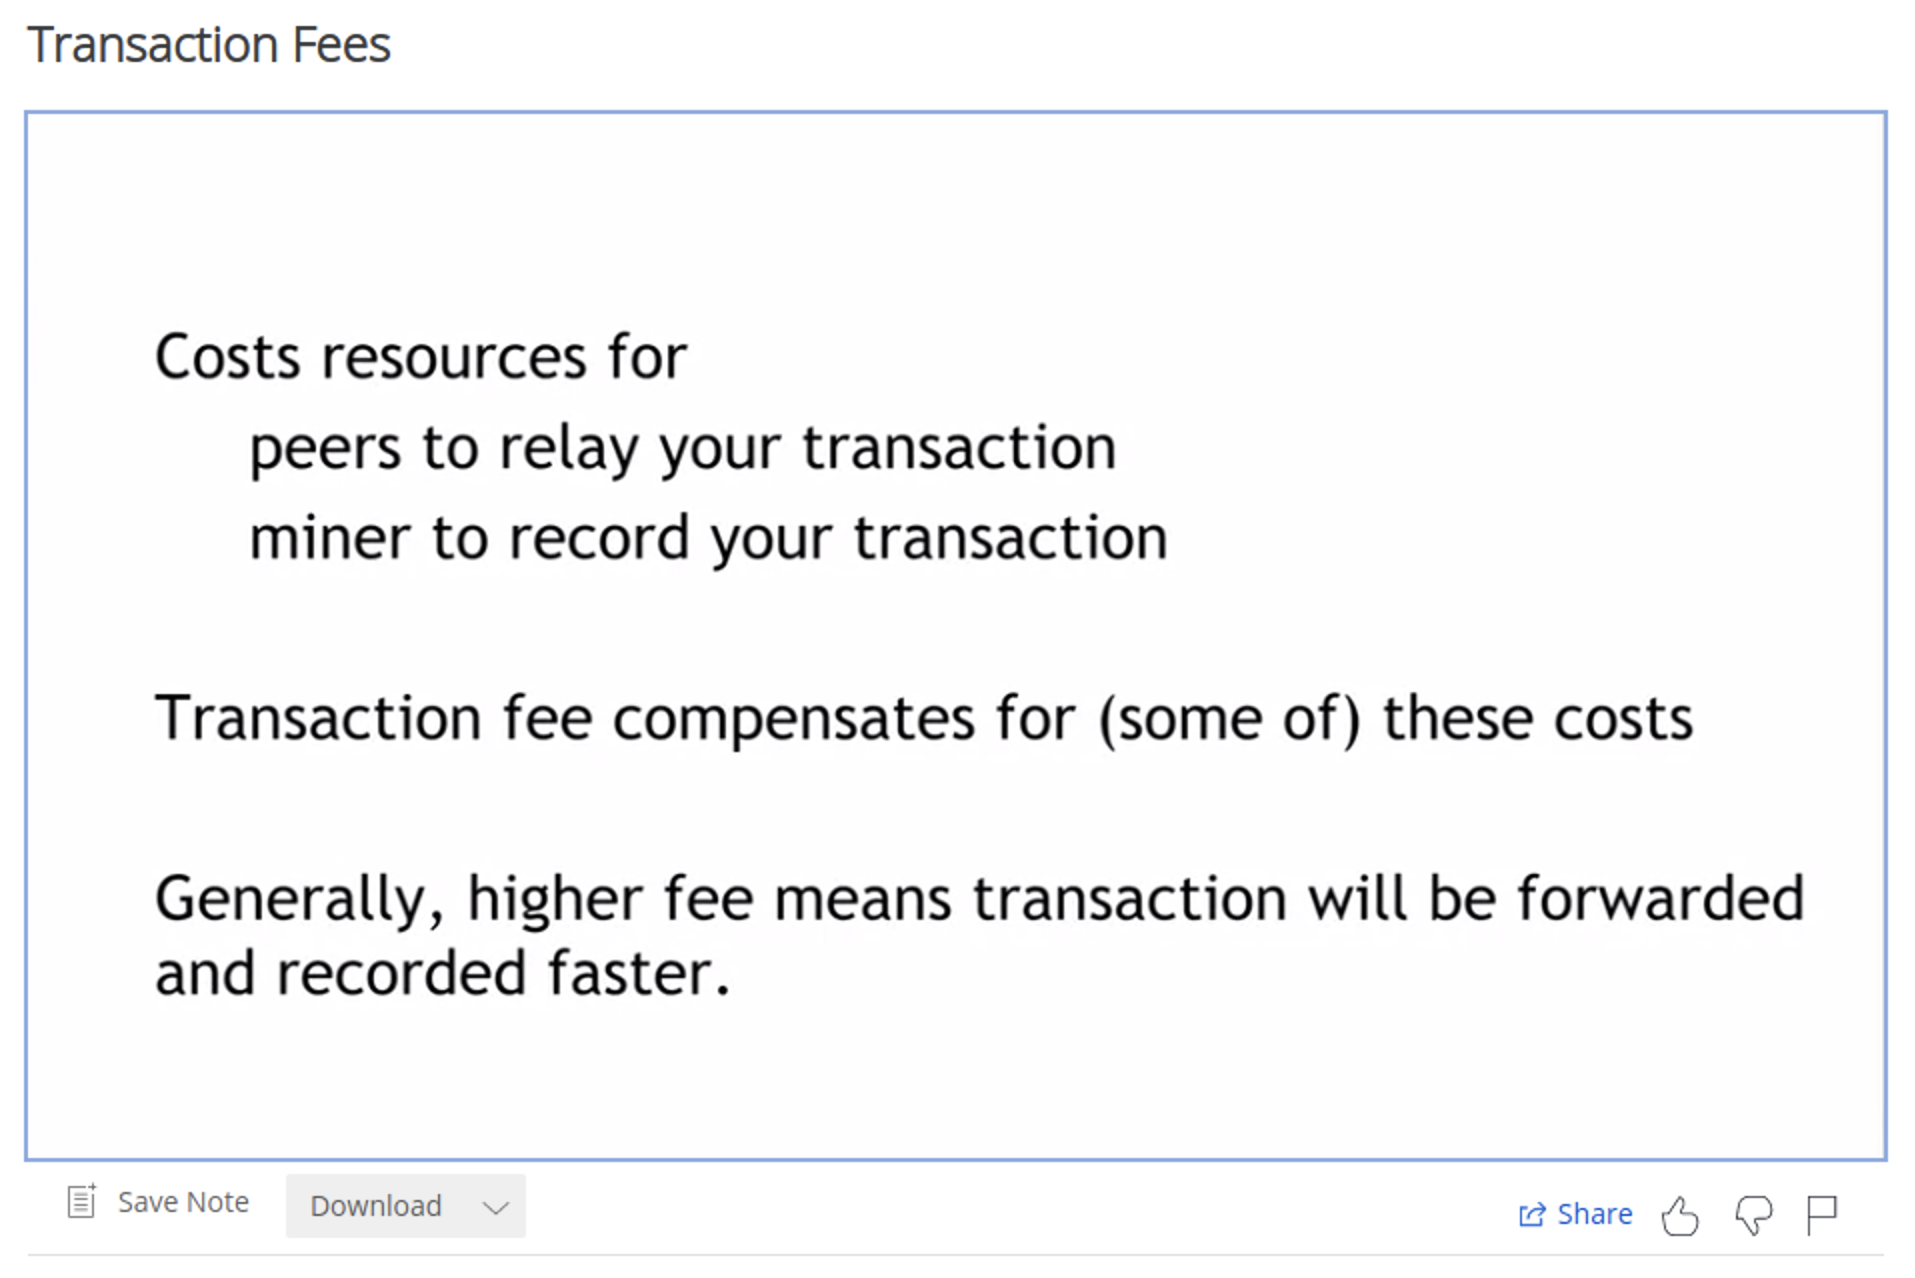 Transaction Fees
Costs resources for
peers to relay your transaction
miner to record your transaction
Transaction fee compensates for (some of) these costs
Generally, higher fee means transaction will be forwarded
and recorded faster.
Save Note
Download
Share